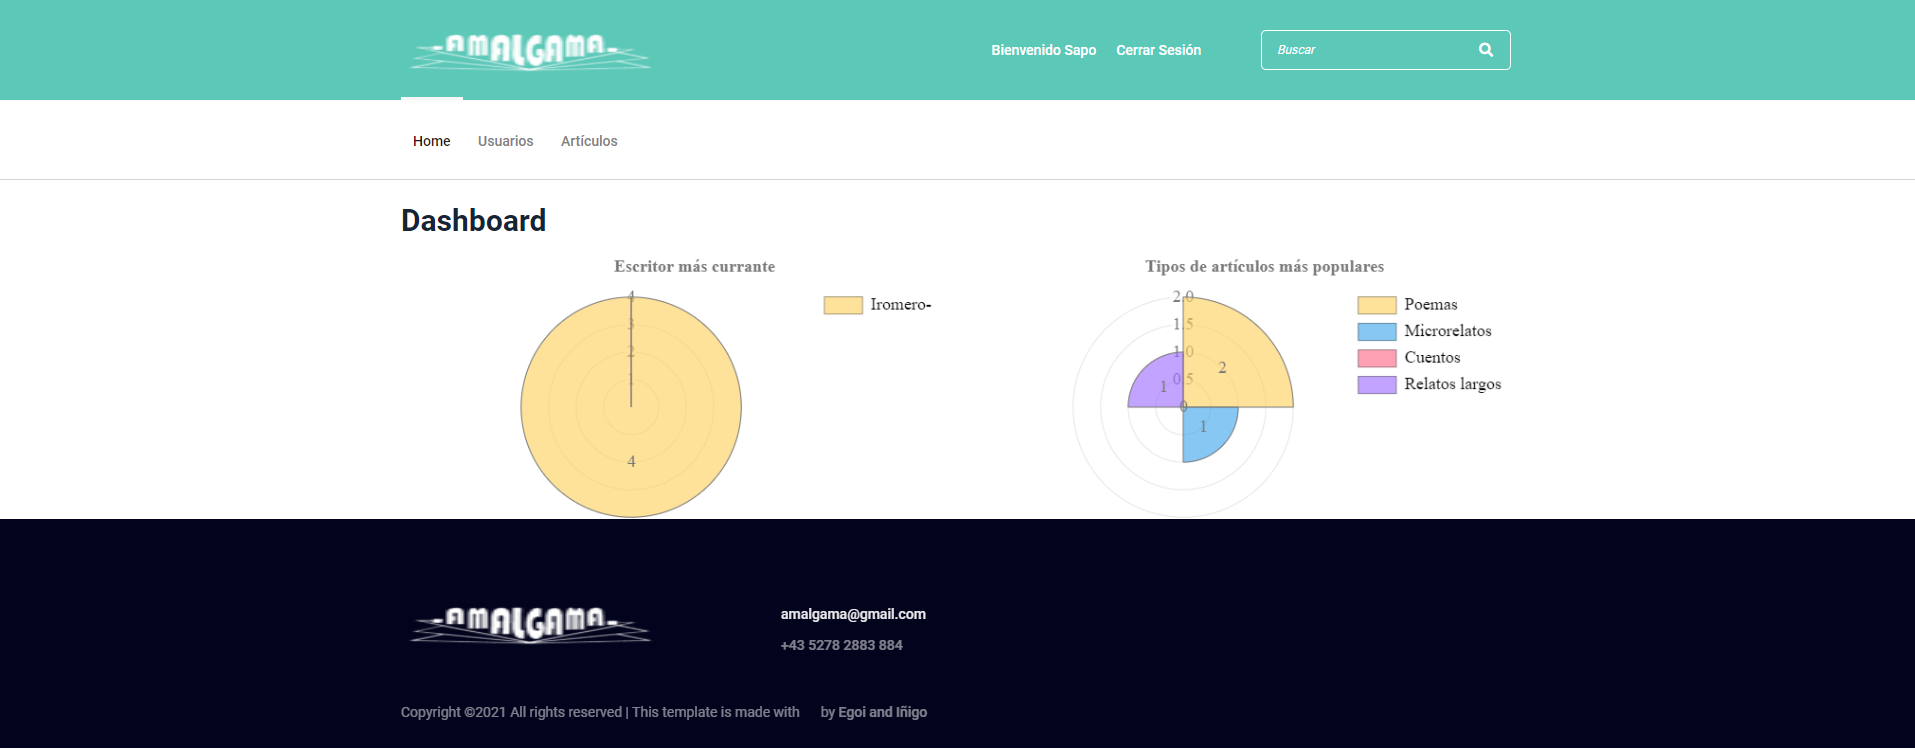 AMALGAMA
Bienvenido Sapo
Cerrar Sesión
Buscar
Home
Usuarios
Artículos
Dashboard
Escritor más currante
4
3
2
1
4
Iromero-
Tipos de artículos más populares
2.0
1.5
1.0
0.5
0
2
1
1
Poemas
Microrelatos
Cuentos
Relatos largos
AMALGAMA
amalgama@gmail.com
+43 5278 2883 884
Copyright ©2021 All rights reserved | This template is made with by Egoi and Iñigo